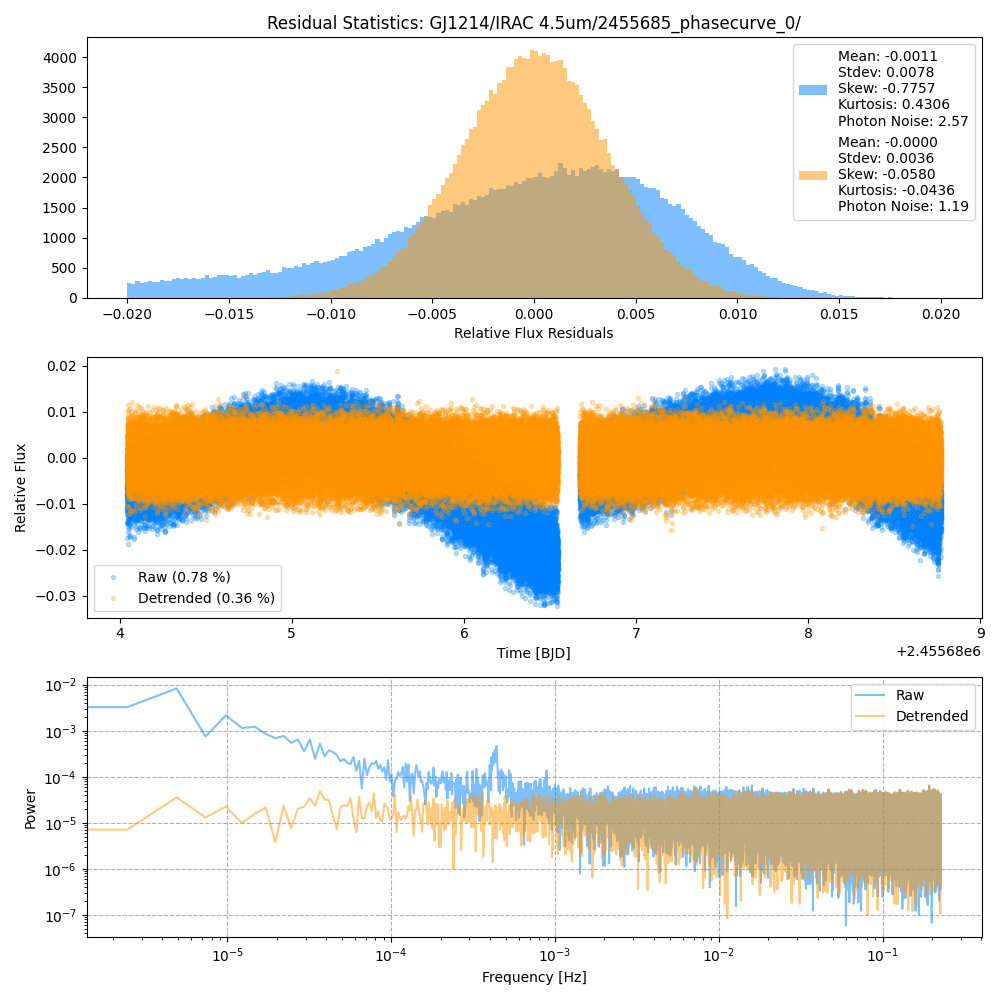 Residual Statistics: GJ1214/IRAC 4.5um/2455685_phasecurve_0/
4000
3500
3000
2500
2000
1500
1000
500
0
Mean: -0.0011
Stdev: 0.0078
Skew: -0.7757
Kurtosis: 0.4306
Photon Noise: 2.57
Mean: -0.0000
Stdev: 0.0036
Skew: -0.0580
Kurtosis: -0.0436
Photon Noise: 1.19
−0.020 −0.015 −0.010 −0.005 0.000 0.005 0.010 0.015 0.020
Relative Flux Residuals
Relative Flux
0.02
0.01
0.00
−0.01
−0.02
−0.03
Raw (0.78 %)
Detrended (0.36 %)
4 5 6 7 8 9
Time [BJD]
+2.45568e6
Power
10⁻²
10⁻³
10⁻⁴
10⁻⁵
10⁻⁶
10⁻⁷
Raw
Detrended
10⁻⁵ 10⁻⁴ 10⁻³ 10⁻² 10⁻¹
Frequency [Hz]